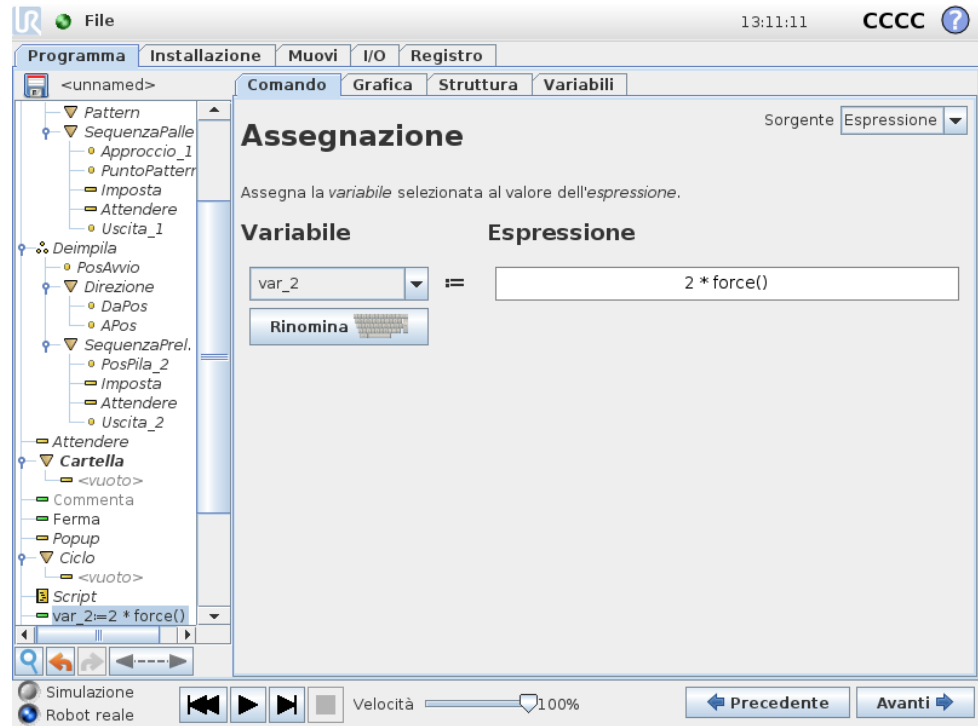 UR File 13:11:11 CCCC ?
Programma Installazione Muovi I/O Registro
<unnamed> Comando Grafica Struttura Variabili
Pattern
SequenzaPalle
Approccio_1
PuntoPattern
Imposta
Attendere
Uscita_1
Deimpila
PosAvvio
Direzione
DaPos
APos
SequenzaPrel.
PosPila_2
Imposta
Attendere
Uscita_2
Attendere
Cartella
<vuoto>
Commenta
Ferma
Popup
Ciclo
<vuoto>
Script
var_2:=2 * force()
Assegnazione
Sorgente Espressione
Assegna la variabile selezionata al valore dell'espressione.
Variabile Espressione
var_2 := 2 * force()
Rinomina
Simulazione
Robot reale
Velocità 100%
Precedente Avanti